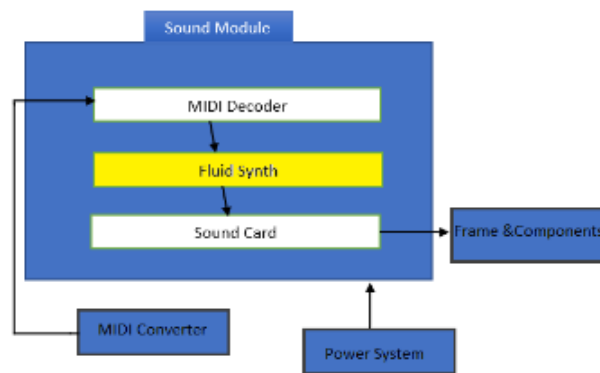 Sound Module
MIDI Decoder
Fluid Synth
Sound Card
Frame &Components
MIDI Converter
Power System